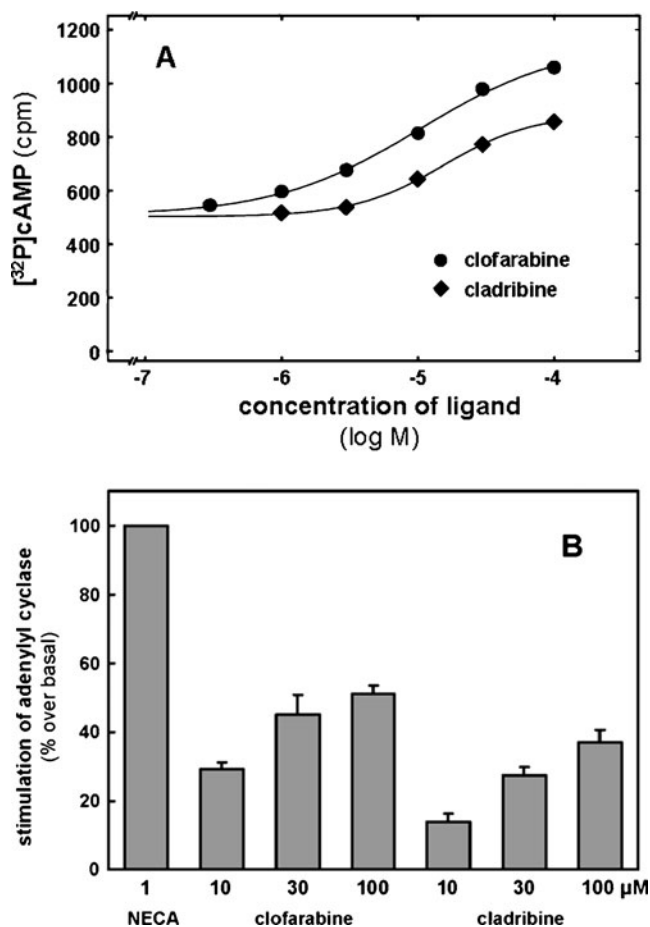 A
1200
1000
800
600
400
200
0
[³²P]cAMP (cpm)
clofarabine
cladribine
-7 -6 -5 -4
concentration of ligand
(log M)
B
100
80
60
40
20
0
stimulation of adenylyl cyclase
(% over basal)
1 10 30 100 10 30 100 µM
NECA clofarabine cladribine